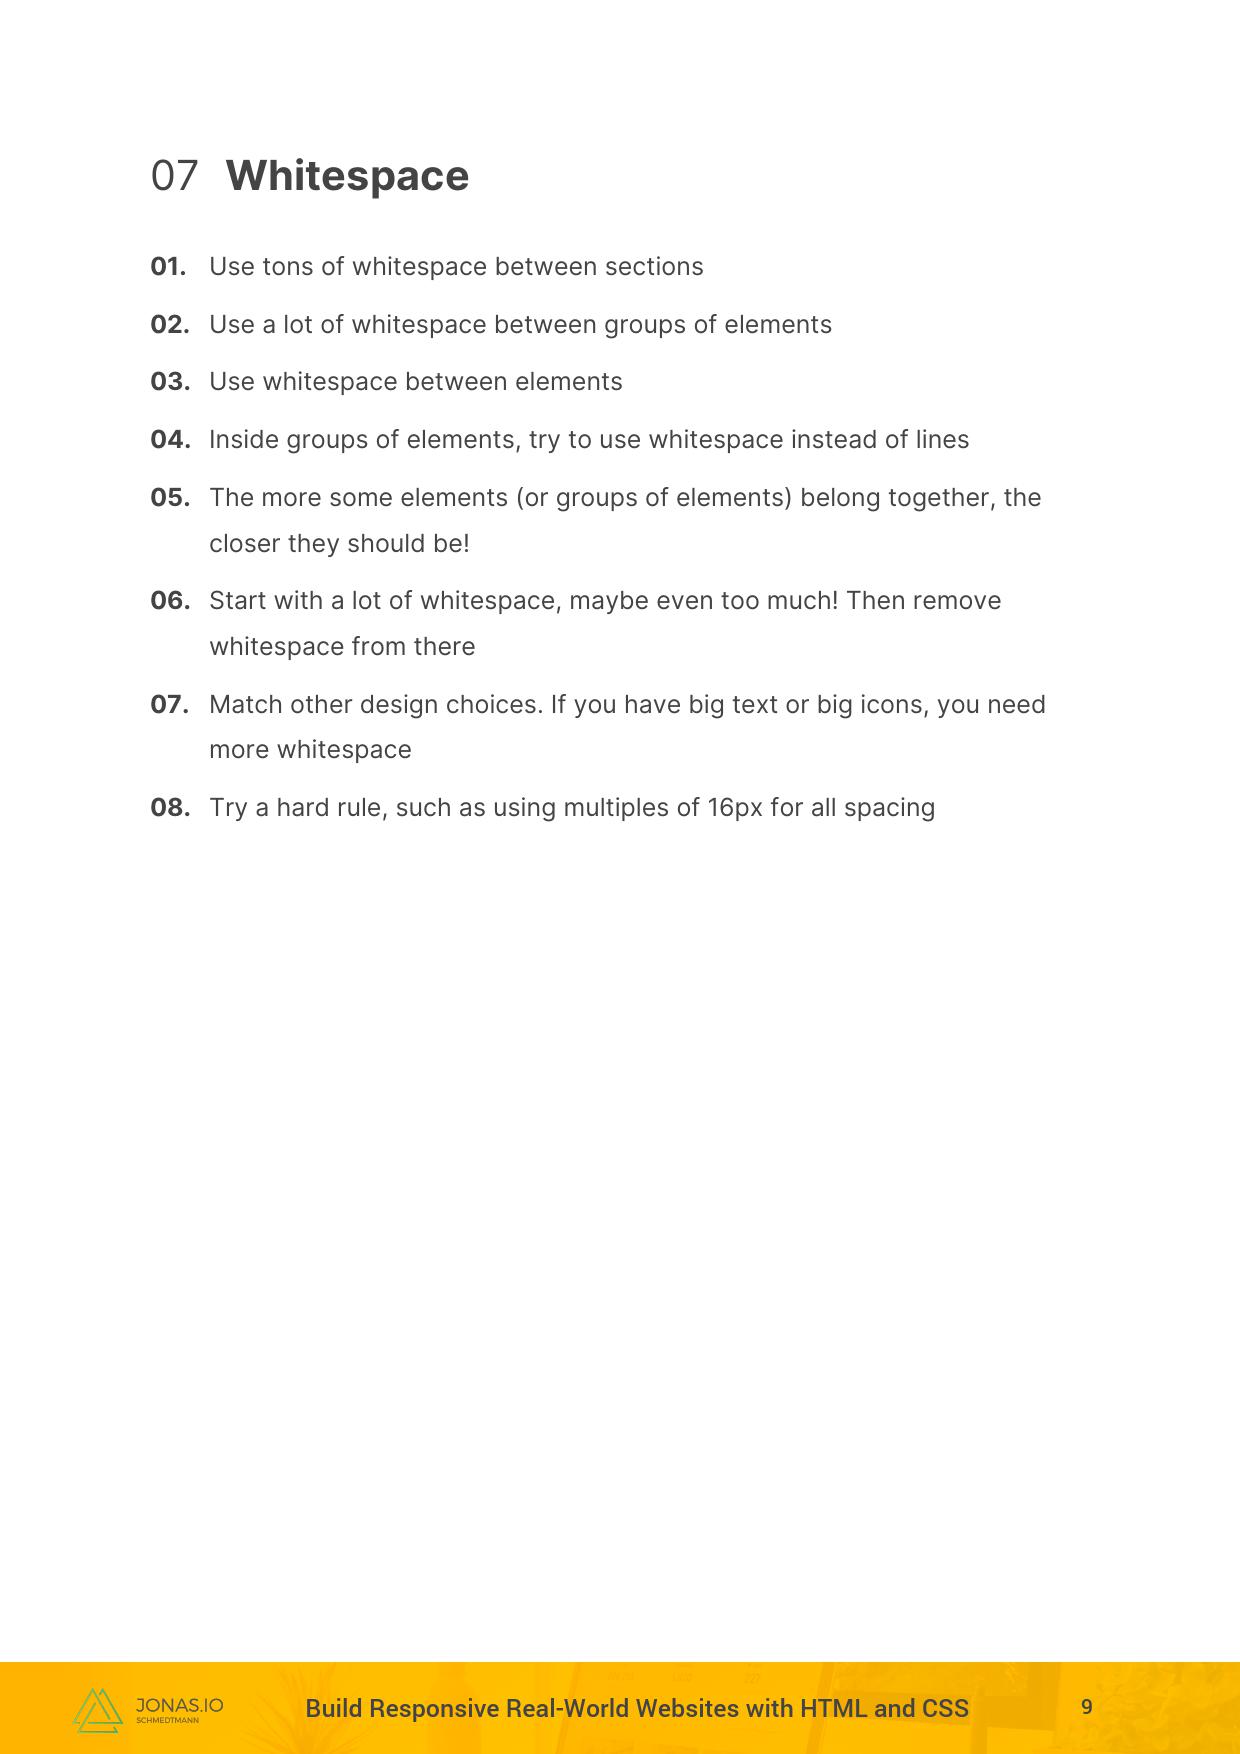 07 Whitespace
01. Use tons of whitespace between sections
02. Use a lot of whitespace between groups of elements
03. Use whitespace between elements
04. Inside groups of elements, try to use whitespace instead of lines
05. The more some elements (or groups of elements) belong together, the
closer they should be!
06. Start with a lot of whitespace, maybe even too much! Then remove
whitespace from there
07. Match other design choices. If you have big text or big icons, you need
more whitespace
08. Try a hard rule, such as using multiples of 16px for all spacing
JONAS.IO
SCHMEDTMANN
Build Responsive Real-World Websites with HTML and CSS
9